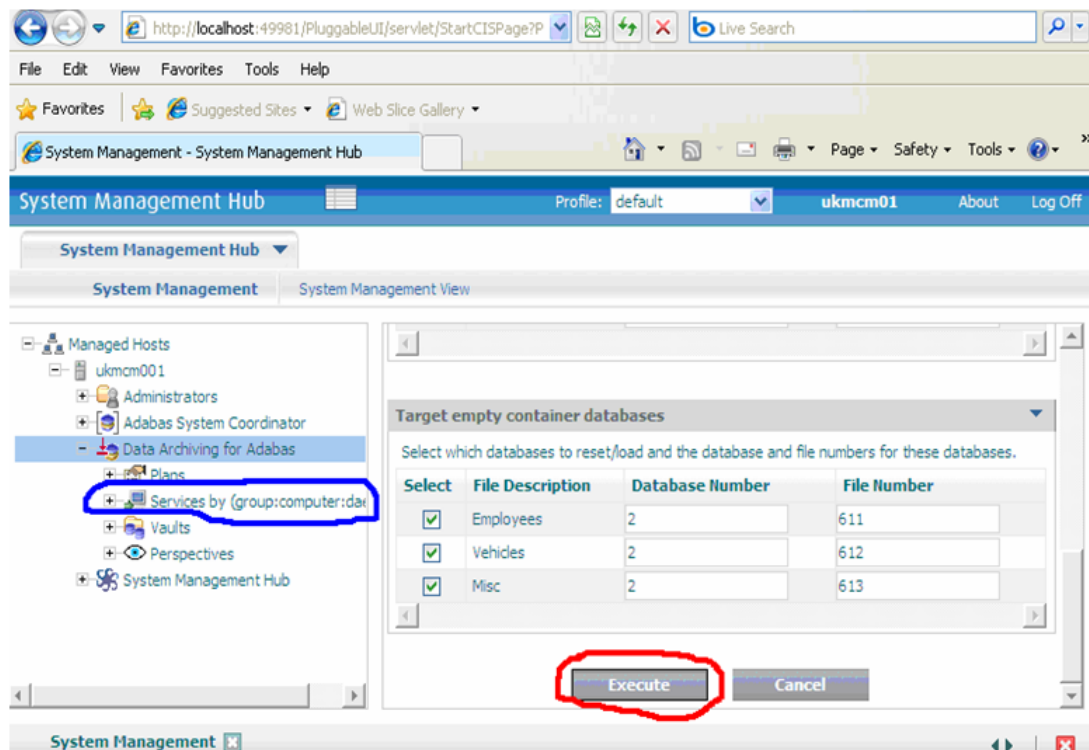 http://localhost:49981/PluggableUI/servlet/StartCISPage?P
Live Search
File Edit View Favorites Tools Help
Favorites Suggested Sites Web Slice Gallery
System Management - System Management Hub
Page Safety Tools
System Management Hub
Profile: default ukmcm01 About Log Off
System Management Hub
System Management System Management View
Managed Hosts
ukmcm001
Administrators
Adabas System Coordinator
Data Archiving for Adabas
Plans
Services by (group:computer:dae
Vaults
Perspectives
System Management Hub
Target empty container databases
Select which databases to reset/load and the database and file numbers for these databases.
Select File Description Database Number File Number
Employees 2 611
Vehicles 2 612
Misc 2 613
Execute Cancel
System Management